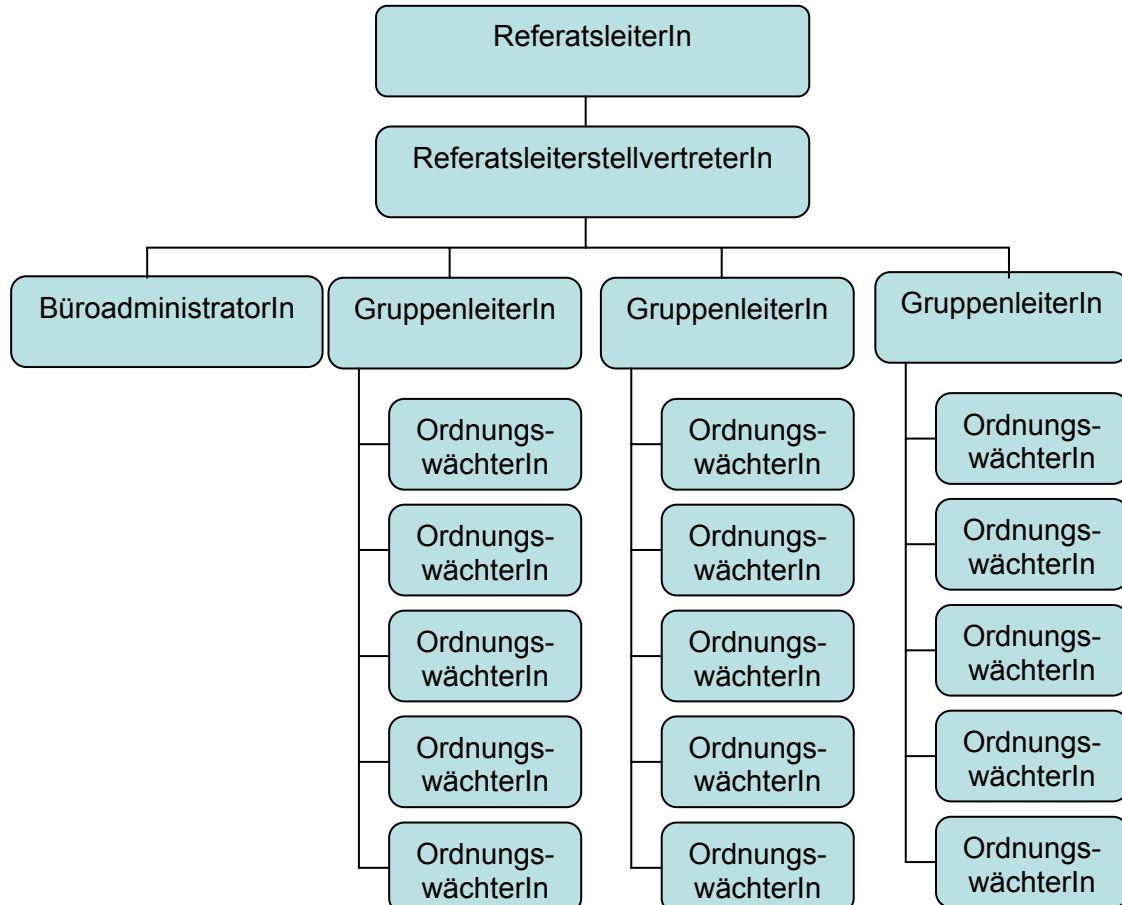 ReferatsleiterIn
ReferatsleiterstellvertreterIn
BüroadministratorIn
GruppenleiterIn
GruppenleiterIn
GruppenleiterIn
Ordnungs-
wächterIn
Ordnungs-
wächterIn
Ordnungs-
wächterIn
Ordnungs-
wächterIn
Ordnungs-
wächterIn
Ordnungs-
wächterIn
Ordnungs-
wächterIn
Ordnungs-
wächterIn
Ordnungs-
wächterIn
Ordnungs-
wächterIn
Ordnungs-
wächterIn
Ordnungs-
wächterIn
Ordnungs-
wächterIn
Ordnungs-
wächterIn
Ordnungs-
wächterIn